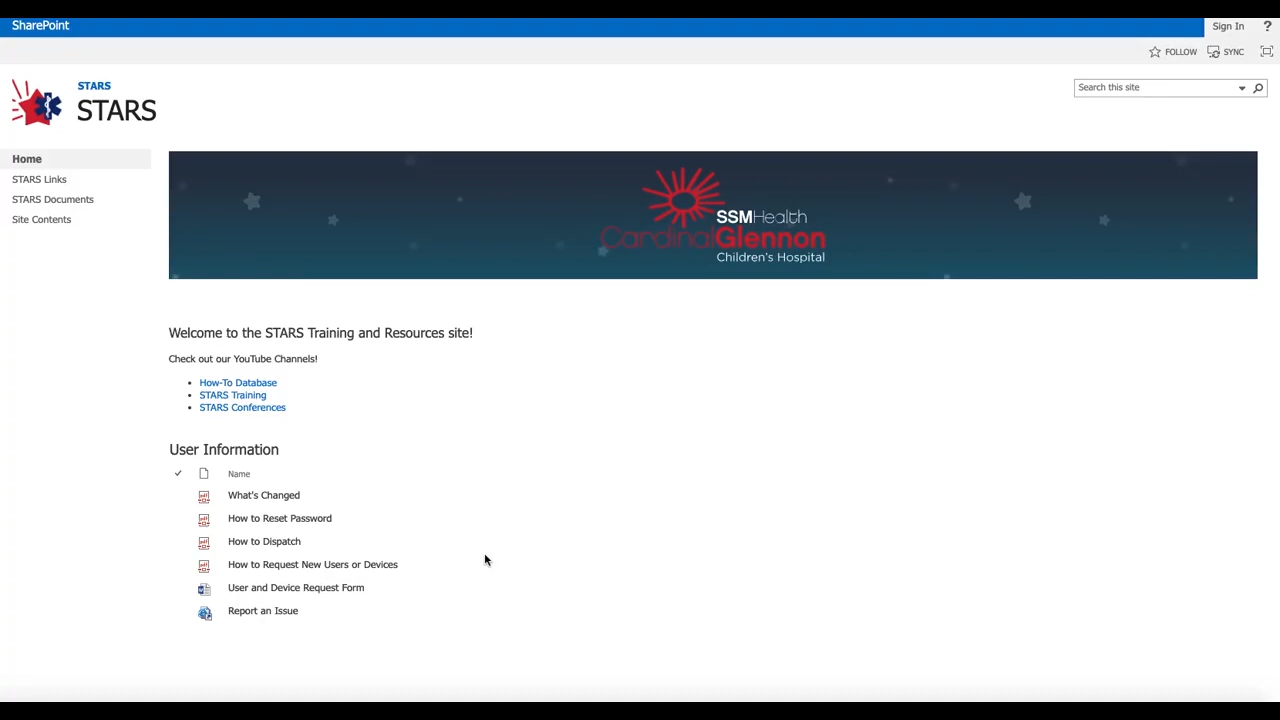 SharePoint
Sign In ?
FOLLOW SYNC
STARS
STARS
Search this site
Home
STARS Links
STARS Documents
Site Contents
SSMHealth
CardinalGlennon
Children's Hospital
Welcome to the STARS Training and Resources site!
Check out our YouTube Channels!
How-To Database
STARS Training
STARS Conferences
User Information
Name
What's Changed
How to Reset Password
How to Dispatch
How to Request New Users or Devices
User and Device Request Form
Report an Issue